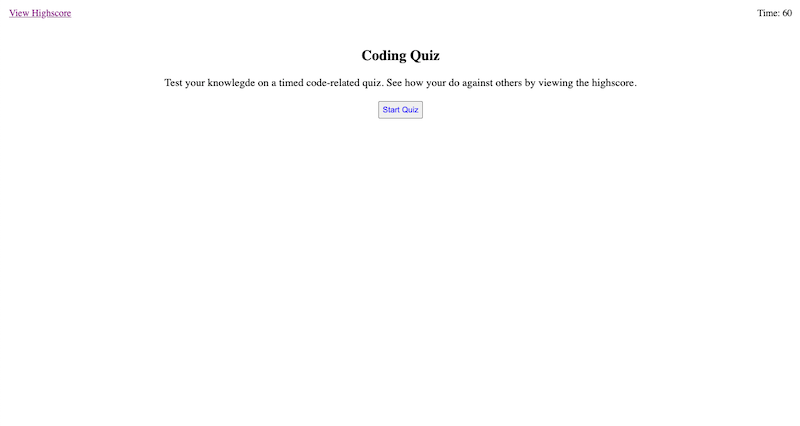 View Highscore
Time: 60
Coding Quiz
Test your knowlegde on a timed code-related quiz. See how your do against others by viewing the highscore.
Start Quiz